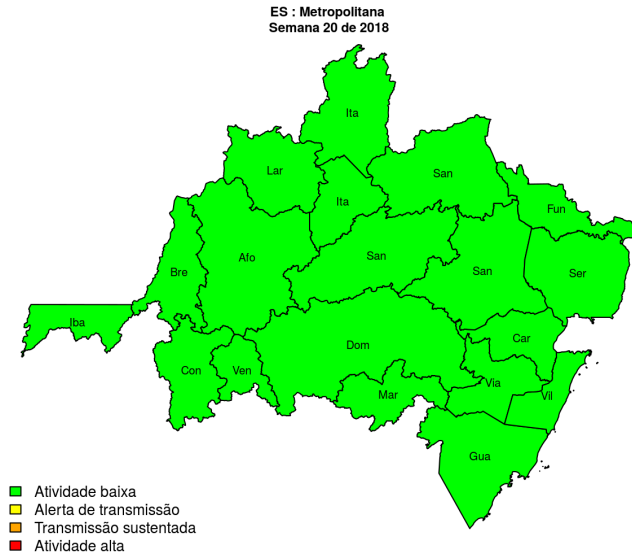 ES : Metropolitana
Semana 20 de 2018
Ita
Lar
San
Ita
Fun
Afo
San
San
Bre
Ser
Iba
Car
Dom
Con
Ven
Via
Mar
Vil
Gua
Atividade baixa
Alerta de transmissão
Transmissão sustentada
Atividade alta